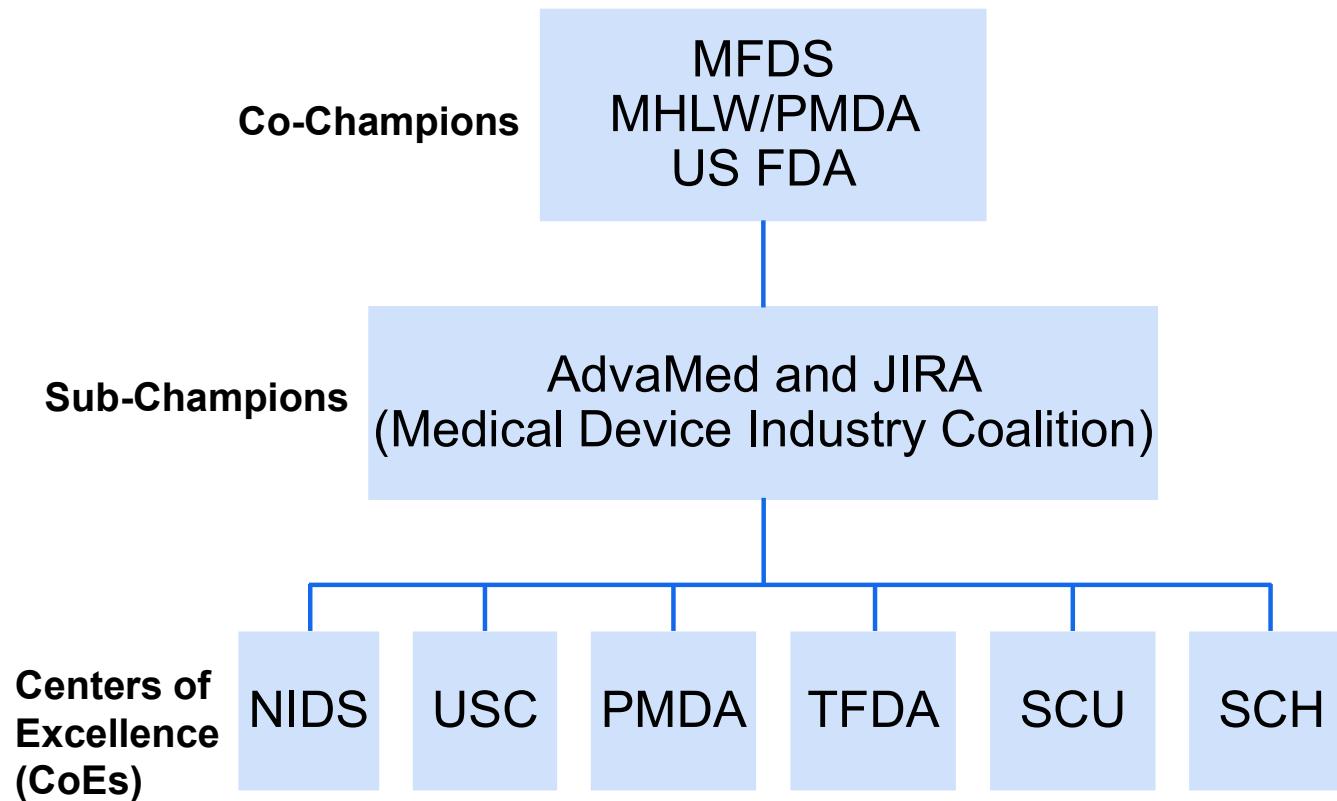 Co-Champions
MFDS
MHLW/PMDA
US FDA
Sub-Champions
AdvaMed and JIRA
(Medical Device Industry Coalition)
Centers of
Excellence
(CoEs)
NIDS
USC
PMDA
TFDA
SCU
SCH